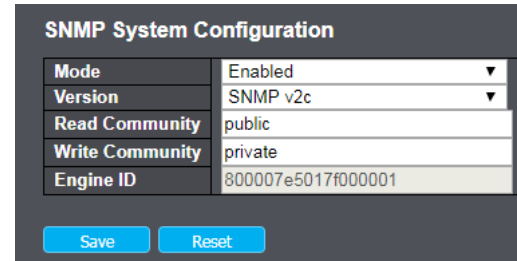 SNMP System Configuration
Mode Enabled
Version SNMP v2c
Read Community public
Write Community private
Engine ID 800007e5017f000001
Save Reset